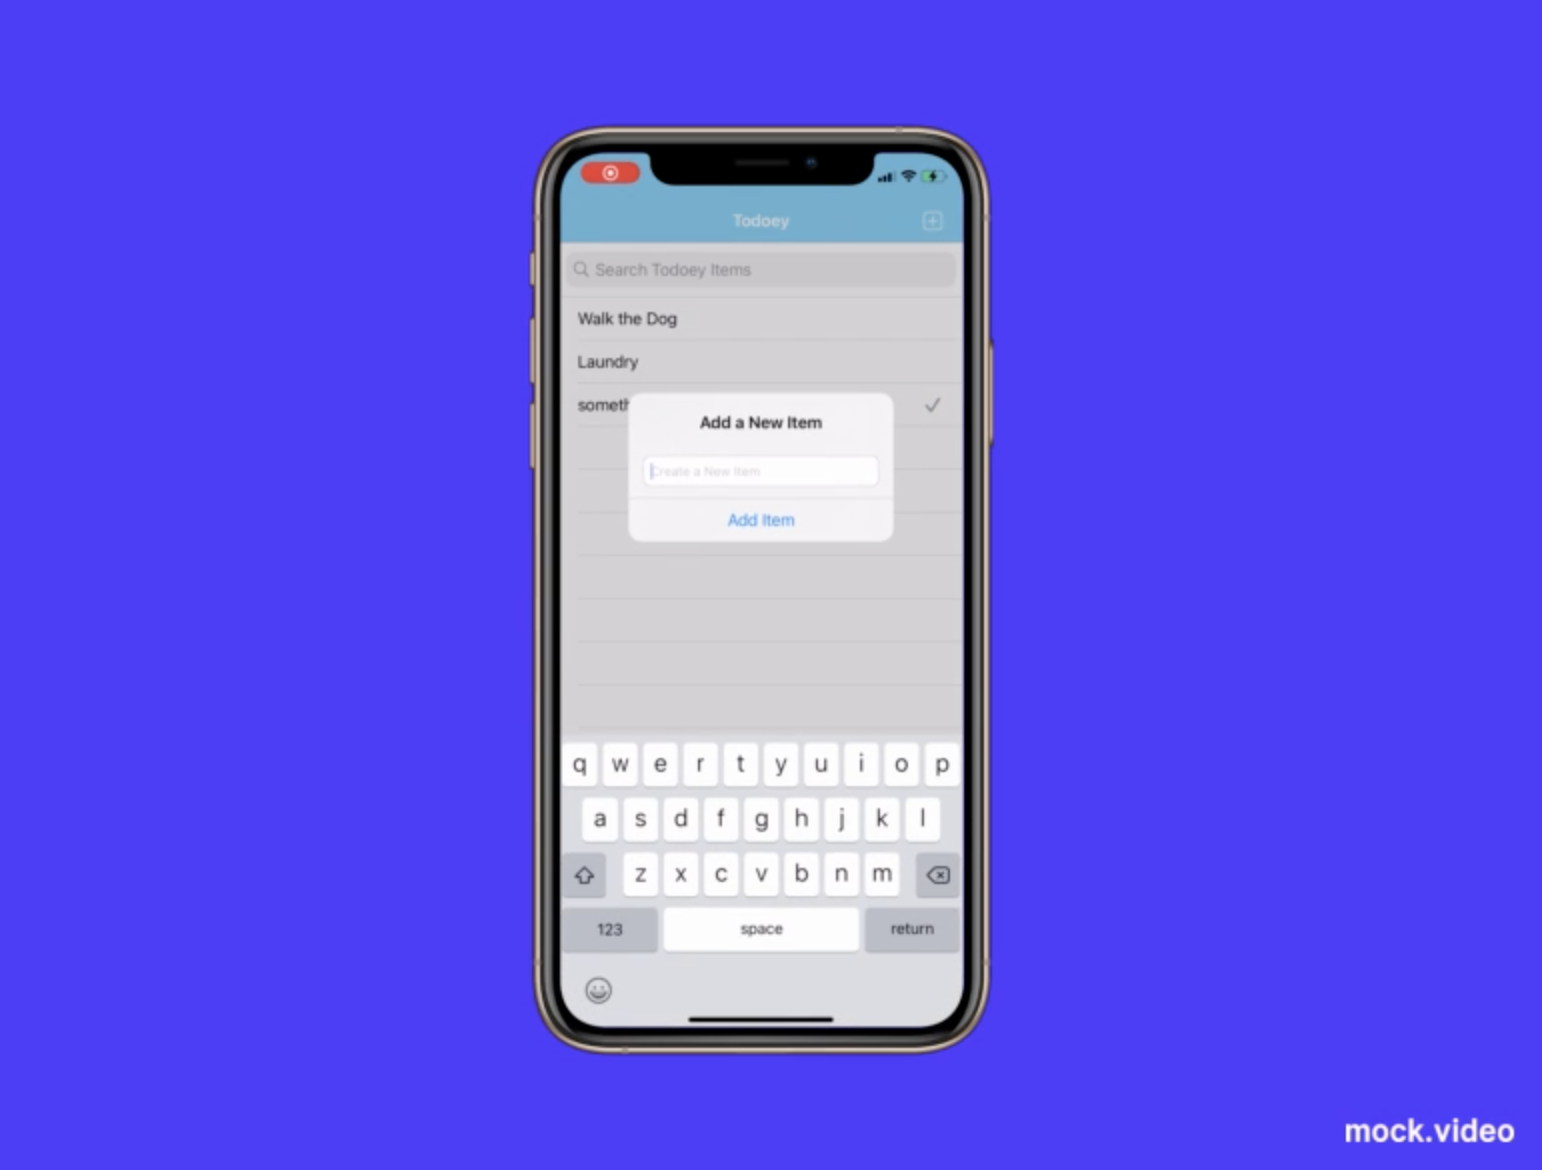 Todoey
Search Todoey Items
Walk the Dog
Laundry
someth
Add a New Item
Create a New Item
Add Item
q w e r t y u i o p
a s d f g h j k l
z x c v b n m
123 space return
mock.video